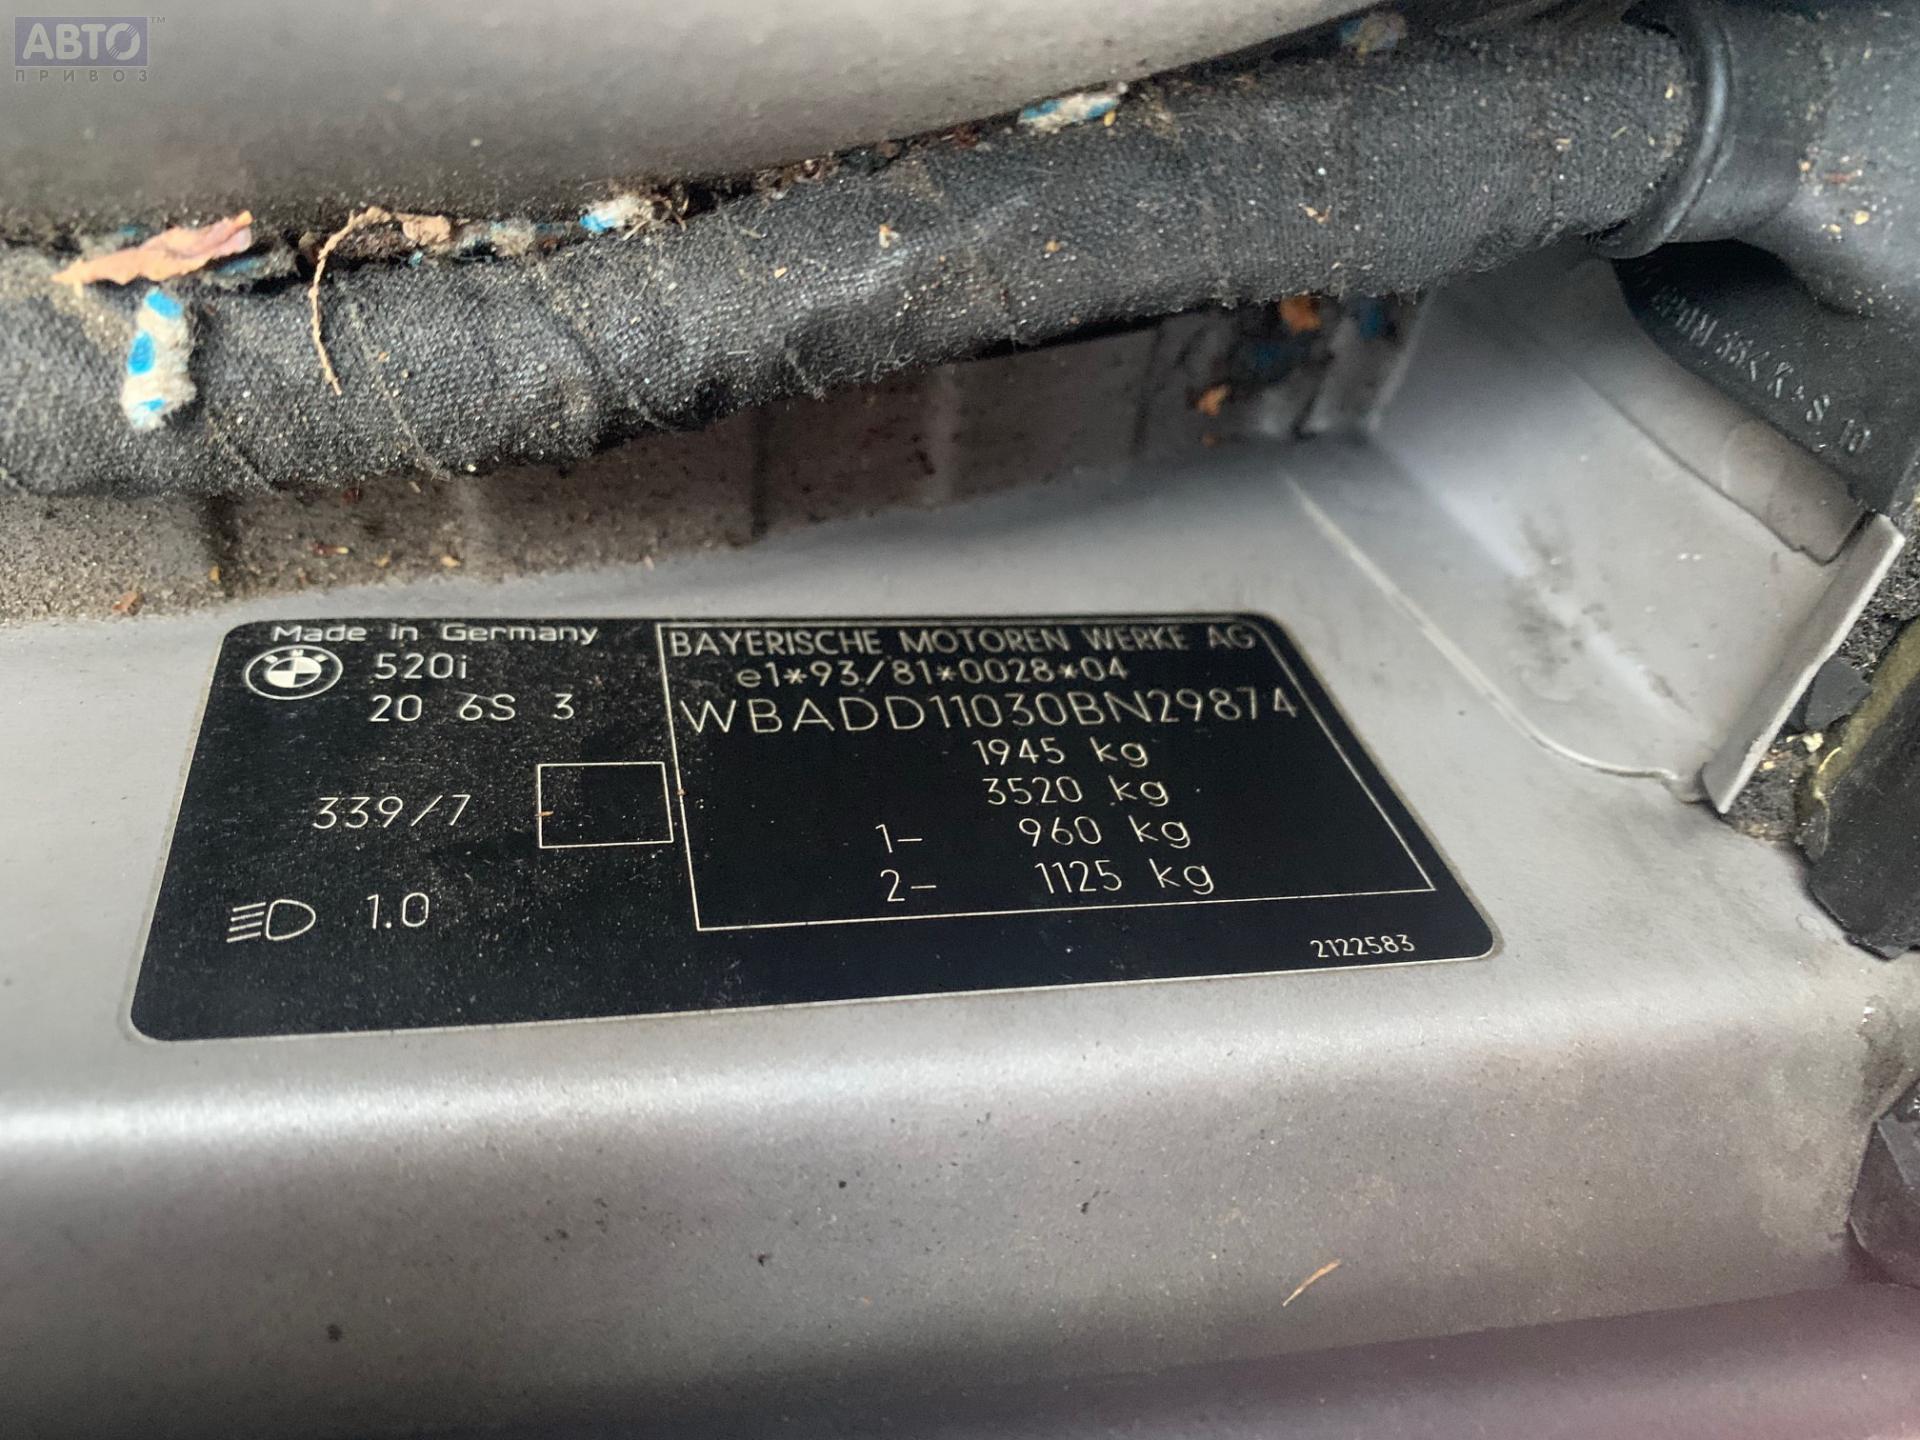 АВТО™
ПРИВОЗ
Made in Germany
520i
20 6S 3
339/7
1.0
BAYERISCHE MOTOREN WERKE AG
e1*93/81*0028*04
WBADD11030BN29874
1945 kg
3520 kg
1- 960 kg
2- 1125 kg
2122583